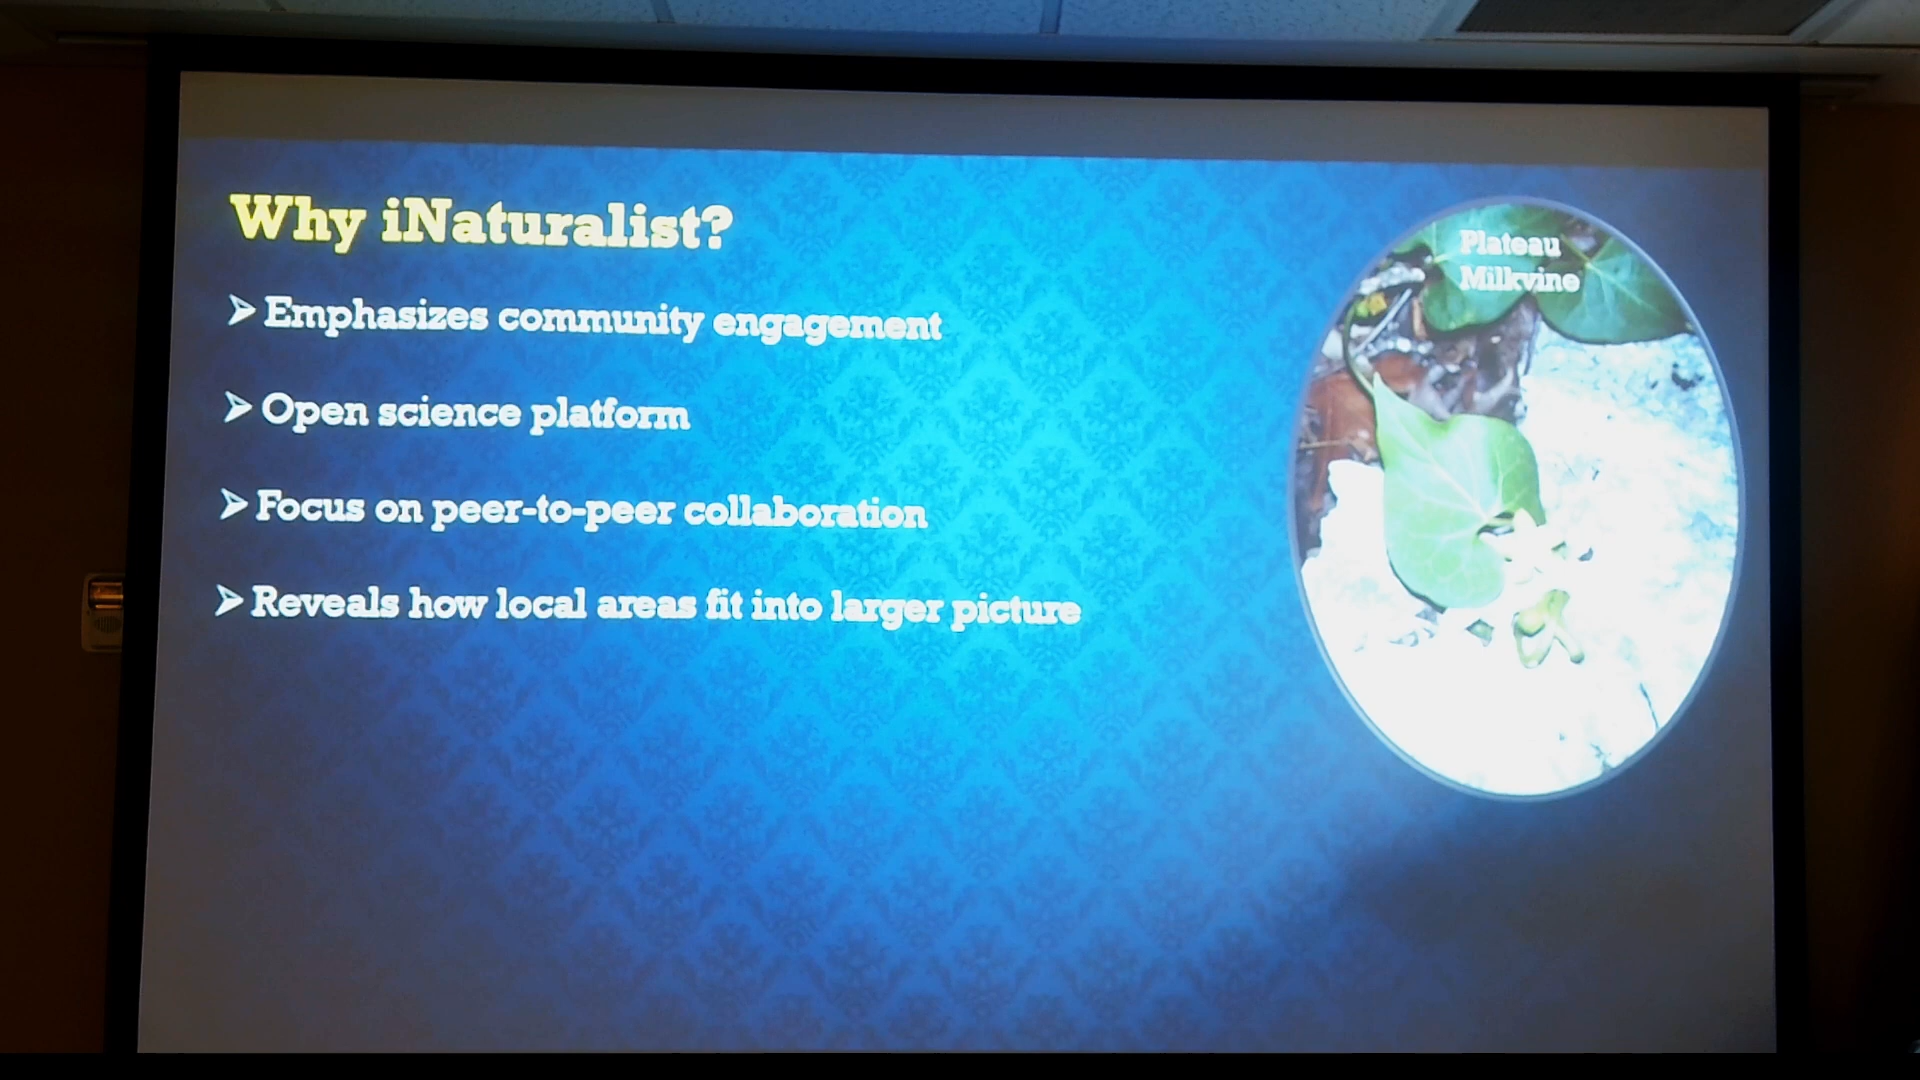 Why iNaturalist?
➢ Emphasizes community engagement
➢ Open science platform
➢ Focus on peer-to-peer collaboration
➢ Reveals how local areas fit into larger picture
Plateau
Milkvine